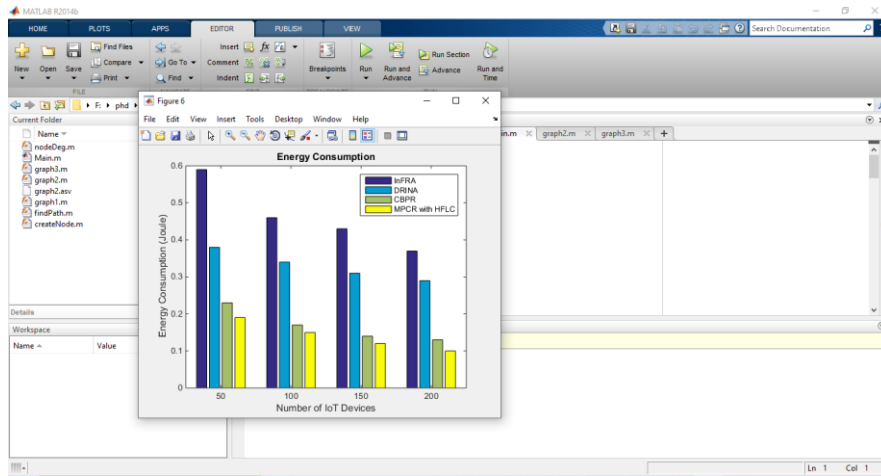 MATLAB R2014b
HOME PLOTS APPS EDITOR PUBLISH VIEW
Search Documentation
New Open Save
Find Files
Compare
Print
Go To
Find
Insert fx
Comment
Indent
Breakpoints
Run
Run and Advance
Run Section
Advance
Run and Time
FILE
F: phd
Current Folder
Name
nodeDeg.m
Main.m
graph3.m
graph2.m
graph2.asv
graph1.m
findPath.m
createNode.m
Details
Workspace
Name Value
graph2.m graph3.m +
Figure 6
File Edit View Insert Tools Desktop Window Help
Energy Consumption
InFRA
DRINA
CBPR
MPCR with HFLC
Energy Consumption (Joule)
0.6
0.5
0.4
0.3
0.2
0.1
0
50 100 150 200
Number of IoT Devices
Ln 1 Col 1